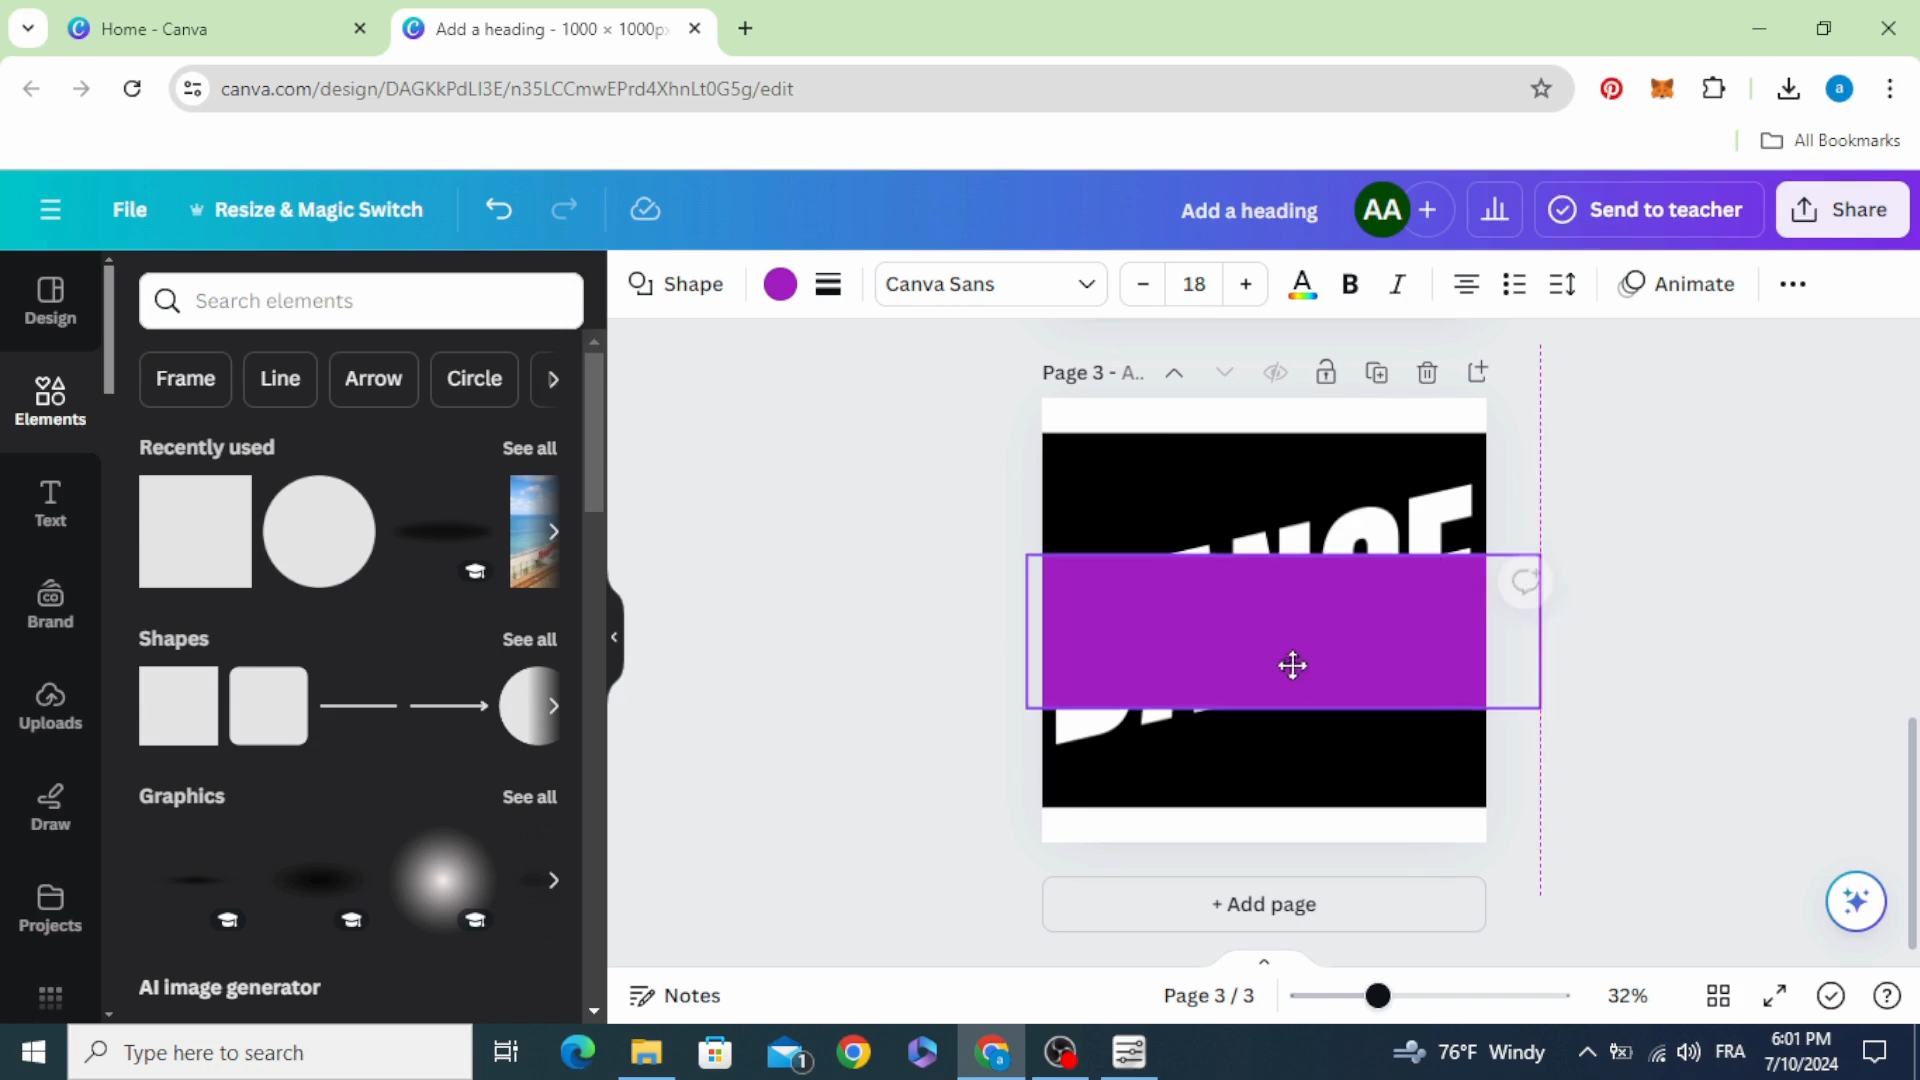 Home - Canva
Add a heading - 1000 × 1000px
canva.com/design/DAGKkPdLI3E/n35LCCmwEPrd4XhnLt0G5g/edit
a
All Bookmarks
File
Resize & Magic Switch
Add a heading
AA
Send to teacher
Share
Design
Elements
Text
Brand
Uploads
Draw
Projects
Search elements
Frame
Line
Arrow
Circle
Recently used
See all
Shapes
See all
Graphics
See all
AI image generator
Shape
Canva Sans
18
A
B
I
Animate
Page 3 - A..
+ Add page
Notes
Page 3 / 3
32%
Type here to search
1
a
76°F Windy
FRA
6:01 PM
7/10/2024